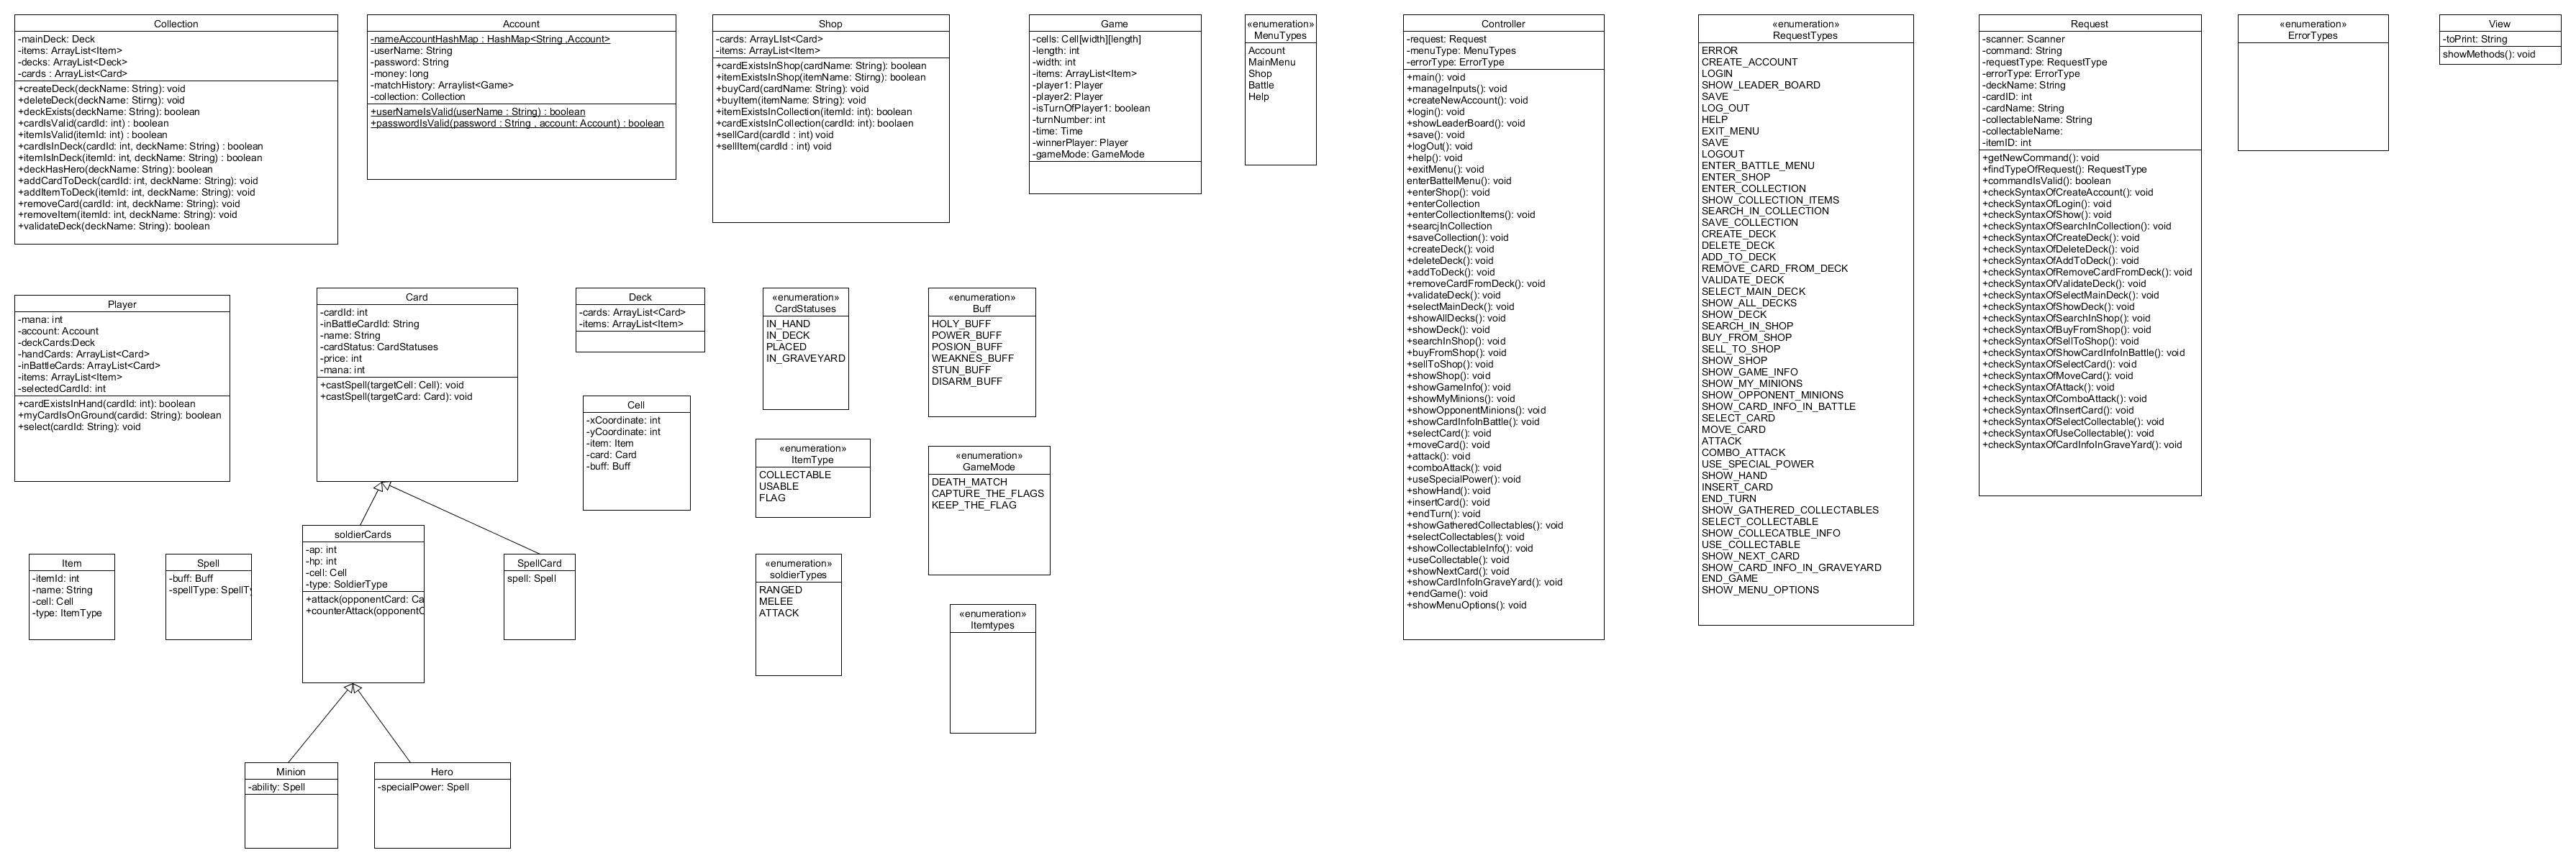 Collection
-mainDeck: Deck
-items: ArrayList<Item>
-decks: ArrayList<Deck>
-cards : ArrayList<Card>
+createDeck(deckName: Stirng): void
+deleteDeck(deckName: Stirng): void
+deckExists(deckName: String): boolean
+cardIsValid(cardId: int) : boolean
+itemIsValid(itemId: int) : boolean
+cardIsInDeck(cardId: int, deckName: String) : boolean
+itemIsInDeck(itemId: int, deckName: String) : boolean
+deckHasHero(deckName: String): boolean
+addCardToDeck(cardId: int, deckName: String): void
+addItemToDeck(itemId: int, deckName: String): void
+removeCard(cardId: int, deckName: String): void
+removeItem(itemId: int, deckName: String): void
+validateDeck(deckName: String): boolean
Account
-nameAccountHashMap : HashMap<String ,Account>
-userName: String
-password: String
-money: long
-matchHistory: Arraylist<Game>
-collection: Collection
+userNameIsValid(userName : String) : boolean
+passwordIsValid(password : String , account: Account) : boolean
Shop
-cards: ArrayLIst<Card>
-items: ArrayList<Item>
+cardExistsInShop(cardName: Stirng): boolean
+itemExistsInShop(itemName: Stirng): boolean
+buyCard(cardName: String): void
+buyItem(itemName: String): void
+itemExistsInCollection(itemId: int): boolean
+cardExistsInCollection(cardId: int): boolaen
+sellCard(cardId : int) void
+sellItem(cardId : int) void
Game
-cells: Cell[width][length]
-length: int
-width: int
-items: ArrayList<Item>
-player1: Player
-player2: Player
-isTurnOfPlayer1: boolean
-turnNumber: int
-time: Time
-winnerPlayer: Player
-gameMode: GameMode
«enumeration»
MenuTypes
Account
MainMenu
Shop
Battle
Help
Controller
-request: Request
-menuType: MenuTypes
-errorType: ErrorType
+main(): void
+manageInputs(): void
+createNewAccount(): void
+login(): void
+showLeaderBoard(): void
+save(): void
+logOut(): void
+help(): void
+exitMenu(): void
enterBattelMenu(): void
+enterShop(): void
+enterCollection
+enterCollectionItems(): void
+searcjInCollection
+saveCollection(): void
+createDeck(): void
+deleteDeck(): void
+addToDeck(): void
+removeCardFromDeck(): void
+validateDeck(): void
+selectMainDeck(): void
+showAllDecks(): void
+showDeck(): void
+searchInShop(): void
+buyFromShop(): void
+sellToShop(): void
+showShop(): void
+showGameInfo(): void
+showMyMinions(): void
+showOpponentMinions(): void
+showCardInfoInBattle(): void
+selectCard(): void
+moveCard(): void
+attack(): void
+comboAttack(): void
+useSpecialPower(): void
+showHand(): void
+insertCard(): void
+endTurn(): void
+showGatheredCollectables(): void
+selectCollectables(): void
+showCollectableInfo(): void
+useCollectable(): void
+showNextCard(): void
+showCardInfoInGraveYard(): void
+endGame(): void
+showMenuOptions(): void
«enumeration»
RequestTypes
ERROR
CREATE_ACCOUNT
LOGIN
SHOW_LEADER_BOARD
SAVE
LOG_OUT
HELP
EXIT_MENU
SAVE
LOGOUT
ENTER_BATTLE_MENU
ENTER_SHOP
ENTER_COLLECTION
SHOW_COLLECTION_ITEMS
SEARCH_IN_COLLECTION
SAVE_COLLECTION
CREATE_DECK
DELETE_DECK
ADD_TO_DECK
REMOVE_CARD_FROM_DECK
VALIDATE_DECK
SELECT_MAIN_DECK
SHOW_ALL_DECKS
SHOW_DECK
SEARCH_IN_SHOP
BUY_FROM_SHOP
SELL_TO_SHOP
SHOW_SHOP
SHOW_GAME_INFO
SHOW_MY_MINIONS
SHOW_OPPONENT_MINIONS
SHOW_CARD_INFO_IN_BATTLE
SELECT_CARD
MOVE_CARD
ATTACK
COMBO_ATTACK
USE_SPECIAL_POWER
SHOW_HAND
INSERT_CARD
END_TURN
SHOW_GATHERED_COLLECTABLES
SELECT_COLLECTABLE
SHOW_COLLECATBLE_INFO
USE_COLLECTABLE
SHOW_NEXT_CARD
SHOW_CARD_INFO_IN_GRAVEYARD
END_GAME
SHOW_MENU_OPTIONS
Request
-scanner: Scanner
-command: String
-requestType: RequestType
-errorType: ErrorType
-deckName: String
-cardID: int
-cardName: String
-collectableName: String
-collectableName:
-itemID: int
+getNewCommand(): void
+findTypeOfRequest(): RequestType
+commandIsValid(): boolean
+checkSyntaxOfCreateAccount(): void
+checkSyntaxOfLogin(): void
+checkSyntaxOfShow(): void
+checkSyntaxOfSearchInCollection(): void
+checkSyntaxOfCreateDeck(): void
+checkSyntaxOfDeleteDeck(): void
+checkSyntaxOfAddToDeck(): void
+checkSyntaxOfRemoveCardFromDeck(): void
+checkSyntaxOfValidateDeck(): void
+checkSyntaxOfSelectMainDeck(): void
+checkSyntaxOfShowDeck(): void
+checkSyntaxOfSearchInShop(): void
+checkSyntaxOfBuyFromShop(): void
+checkSyntaxOfSellToShop(): void
+checkSyntaxOfShowCardInfoInBattle(): void
+checkSyntaxOfSelectCard(): void
+checkSyntaxOfMoveCard(): void
+checkSyntaxOfAttack(): void
+checkSyntaxOfComboAttack(): void
+checkSyntaxOfInsertCard(): void
+checkSyntaxOfSelectCollectable(): void
+checkSyntaxOfUseCollectable(): void
+checkSyntaxOfCardInfoInGraveYard(): void
«enumeration»
ErrorTypes
View
-toPrint: String
showMethods(): void
Player
-mana: int
-account: Account
-deckCards:Deck
-handCards: ArrayList<Card>
-inBattleCards: ArrayList<Card>
-items: ArrayList<Item>
-selectedCardId: int
+cardExistsInHand(cardId: int): boolean
+myCardIsOnGround(cardid: String): boolean
+select(cardId: String): void
Card
-cardId: int
-inBattleCardId: String
-name: String
-cardStatus: CardStatuses
-price: int
-mana: int
+castSpell(targetCell: Cell): void
+castSpell(targetCard: Card): void
Deck
-cards: ArrayList<Card>
-items: ArrayList<Item>
«enumeration»
CardStatuses
IN_HAND
IN_DECK
PLACED
IN_GRAVEYARD
«enumeration»
Buff
HOLY_BUFF
POWER_BUFF
POSION_BUFF
WEAKNES_BUFF
STUN_BUFF
DISARM_BUFF
Cell
-xCoordinate: int
-yCoordinate: int
-item: Item
-card: Card
-buff: Buff
«enumeration»
ItemType
COLLECTABLE
USABLE
FLAG
«enumeration»
GameMode
DEATH_MATCH
CAPTURE_THE_FLAGS
KEEP_THE_FLAG
Item
-itemId: int
-name: String
-cell: Cell
-type: ItemType
Spell
-buff: Buff
-spellType: SpellTy
soldierCards
-ap: int
-hp: int
-cell: Cell
-type: SoldierType
+attack(opponentCard: Ca
+counterAttack(opponentC
SpellCard
spell: Spell
«enumeration»
soldierTypes
RANGED
MELEE
ATTACK
«enumeration»
Itemtypes
Minion
-ability: Spell
Hero
-specialPower: Spell